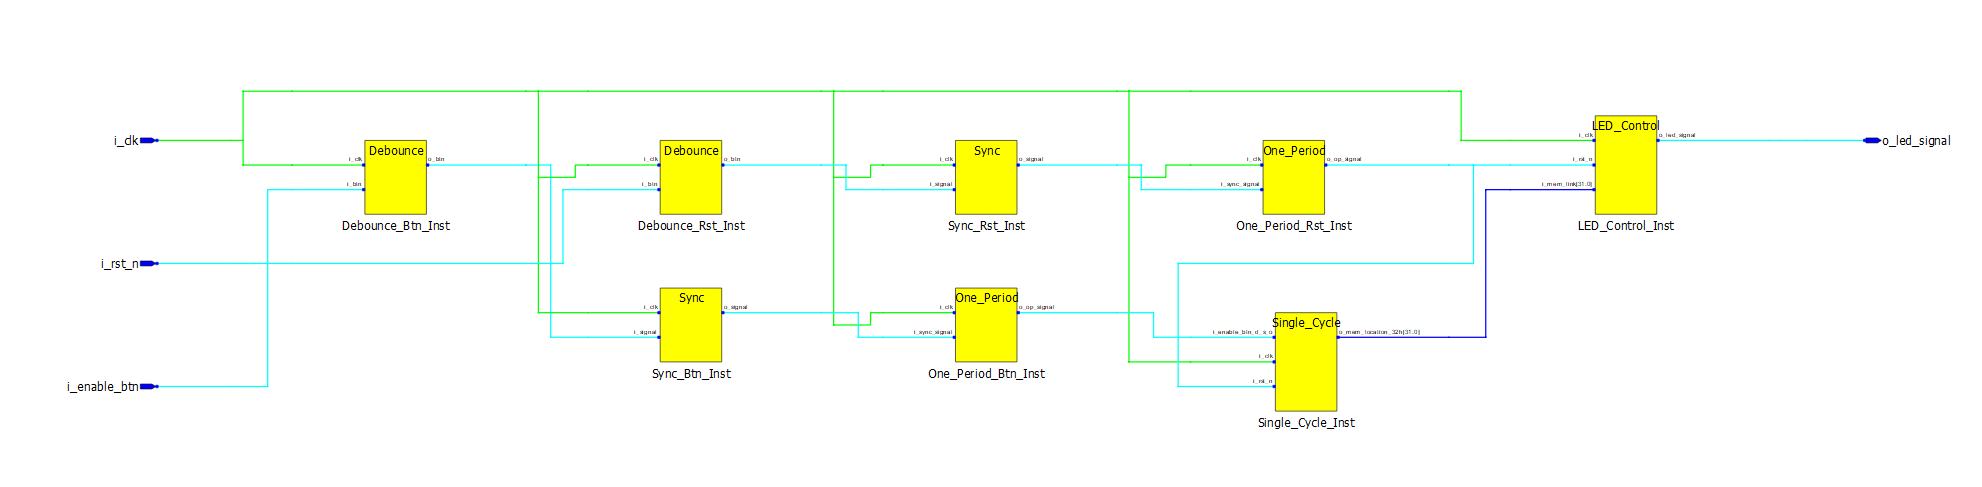 i_clk
i_rst_n
i_enable_btn
Debounce
i_clk
i_btn
o_btn
Debounce_Btn_Inst
Debounce
i_clk
i_btn
o_btn
Debounce_Rst_Inst
Sync
i_clk
i_signal
o_signal
Sync_Rst_Inst
One_Period
i_clk
i_sync_signal
o_op_signal
One_Period_Rst_Inst
LED_Control
i_clk
i_rst_n
i_mem_link[31.0]
o_led_signal
LED_Control_Inst
o_led_signal
Sync
i_clk
i_signal
o_signal
Sync_Btn_Inst
One_Period
i_clk
i_sync_signal
o_op_signal
One_Period_Btn_Inst
Single_Cycle
i_enable_btn_d_s_o
i_clk
i_rst_n
o_mem_location_32h[31.0]
Single_Cycle_Inst